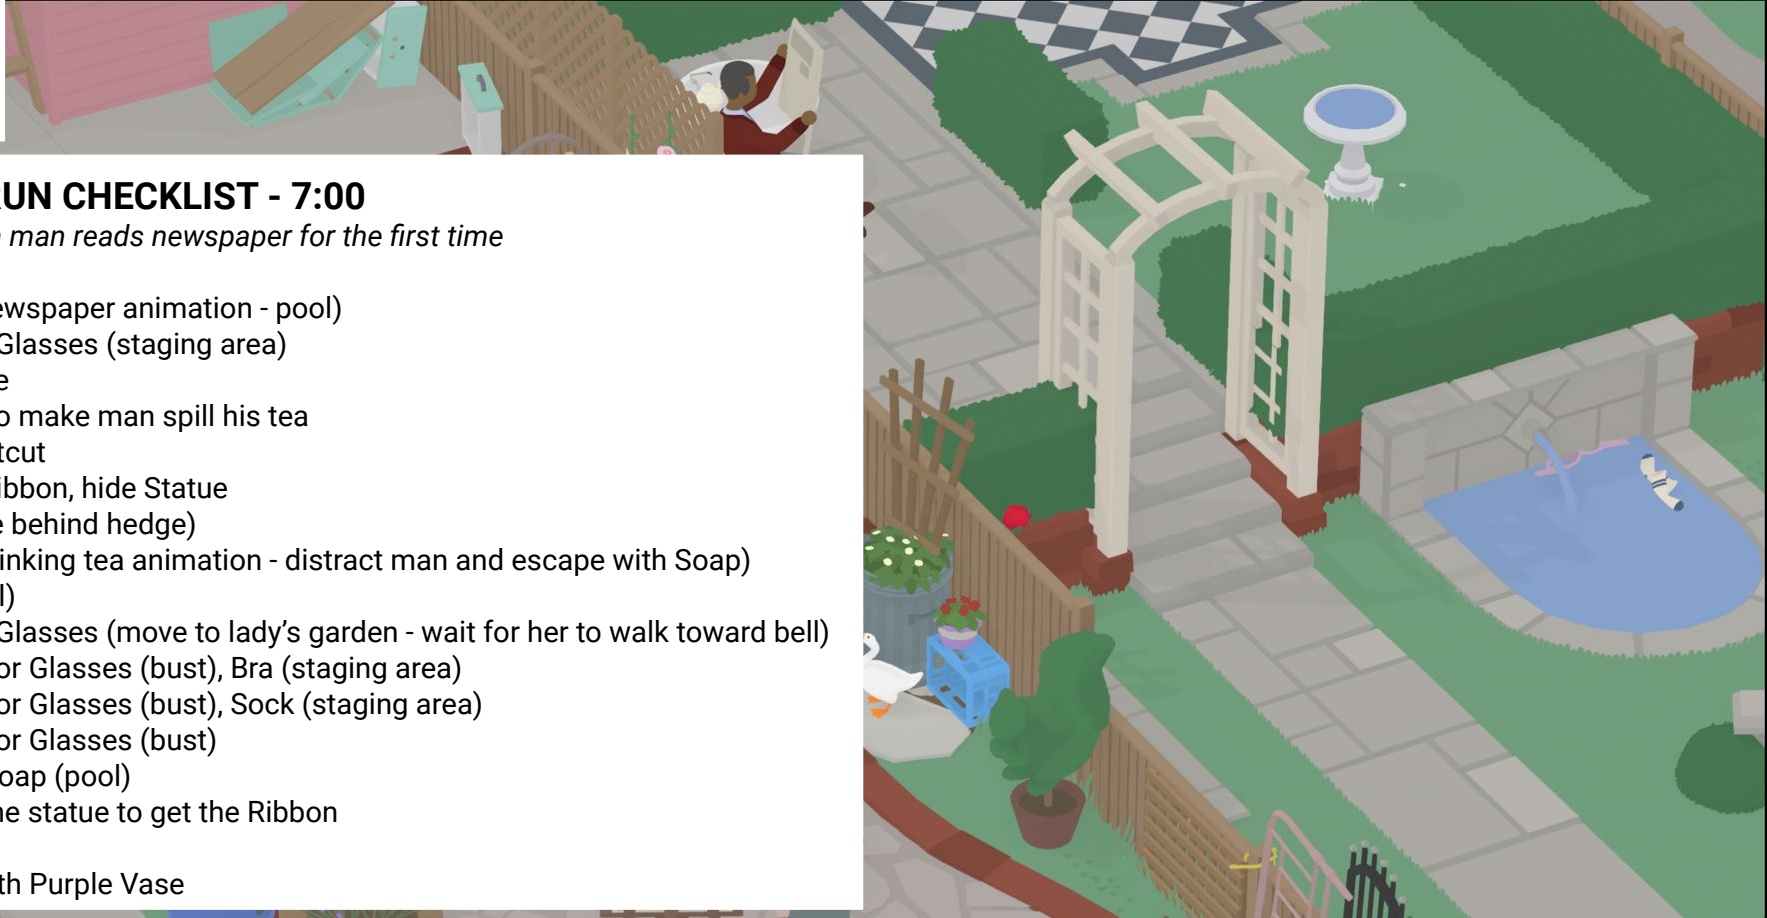 RUN CHECKLIST - 7:00
man reads newspaper for the first time
ewspaper animation - pool)
Glasses (staging area)
e
o make man spill his tea
tcut
ibbon, hide Statue
e behind hedge)
inking tea animation - distract man and escape with Soap)
l)
Glasses (move to lady’s garden - wait for her to walk toward bell)
or Glasses (bust), Bra (staging area)
or Glasses (bust), Sock (staging area)
or Glasses (bust)
oap (pool)
he statue to get the Ribbon
th Purple Vase